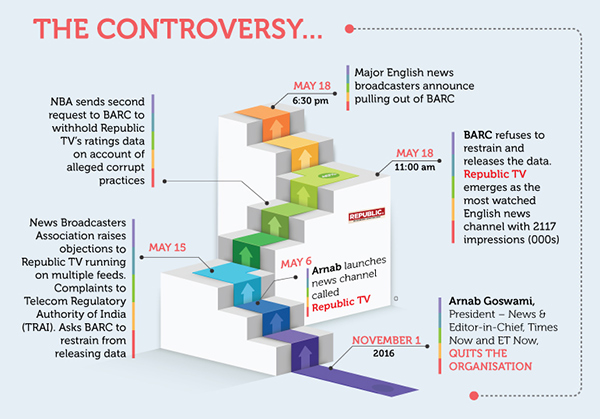 THE CONTROVERSY...
MAY 18
6:30 pm
Major English news
broadcasters announce
pulling out of BARC
NBA sends second
request to BARC to
withhold Republic
TV's ratings data
on account of
alleged corrupt
practices
MAY 18
11:00 am
BARC refuses to
restrain and
releases the data.
Republic TV
emerges as the
most watched
English news
channel with 2117
impressions (000s)
REPUBLIC.
News Broadcasters
Association raises
objections to
Republic TV running
on multiple feeds.
Complaints to
Telecom Regulatory
Authority of India
(TRAI). Asks BARC to
restrain from
releasing data
MAY 15
MAY 6
Arnab launches
news channel
called
Republic TV
NOVEMBER 1
2016
Arnab Goswami,
President – News &
Editor-in-Chief, Times
Now and ET Now,
QUITS THE
ORGANISATION